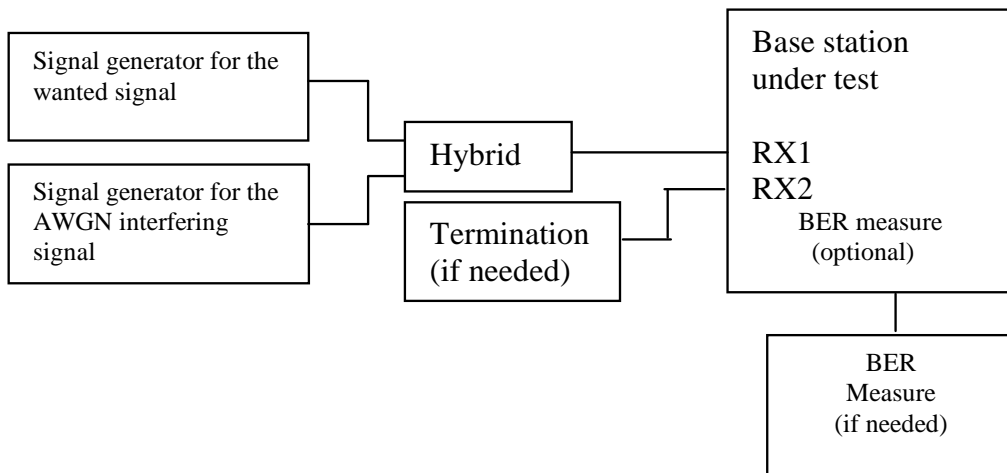 Signal generator for the
wanted signal
Signal generator for the
AWGN interfering
signal
Hybrid
Termination
(if needed)
Base station
under test
RX1
RX2
BER measure
(optional)
BER
Measure
(if needed)